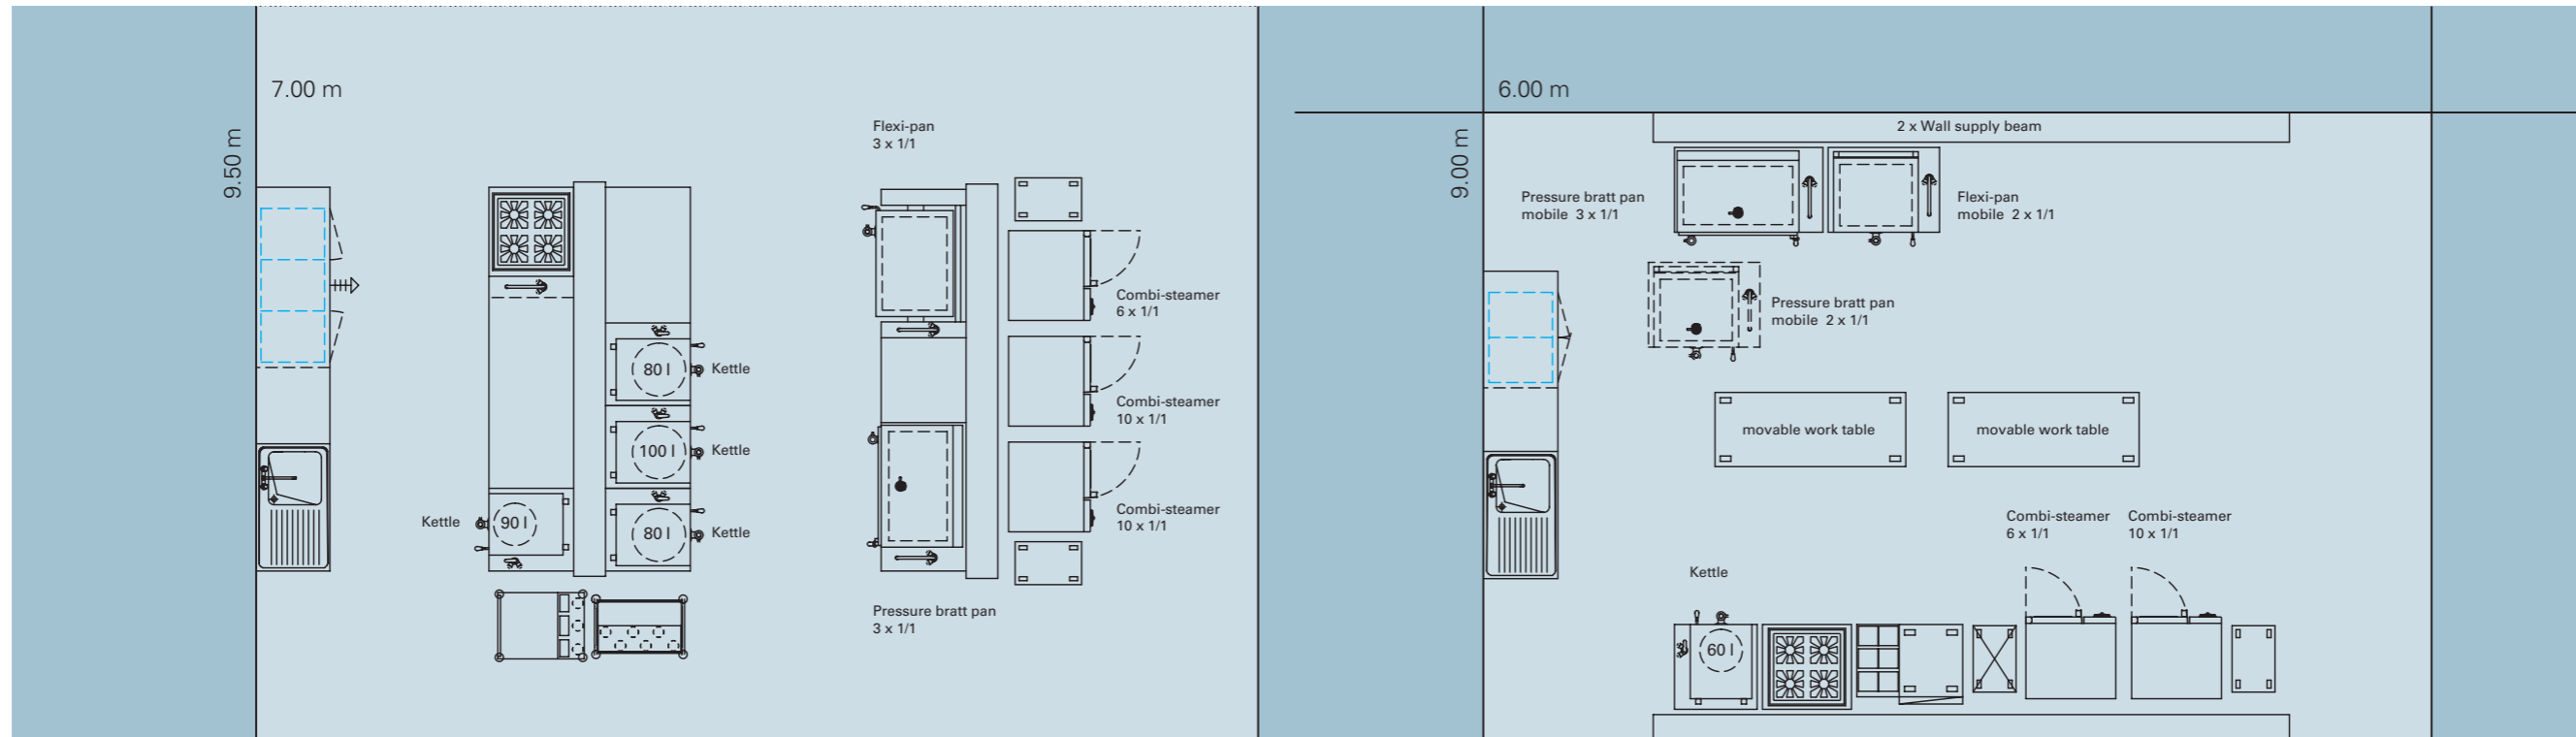 7.00 m
9.50 m
Flexi-pan
3 x 1/1
Combi-steamer
6 x 1/1
80 l
Kettle
Combi-steamer
10 x 1/1
100 l
Kettle
Combi-steamer
10 x 1/1
Kettle
90 l
80 l
Kettle
Pressure bratt pan
3 x 1/1
6.00 m
9.00 m
2 x Wall supply beam
Pressure bratt pan
mobile 3 x 1/1
Flexi-pan
mobile 2 x 1/1
Pressure bratt pan
mobile 2 x 1/1
movable work table
movable work table
Combi-steamer
6 x 1/1
Combi-steamer
10 x 1/1
Kettle
60 l